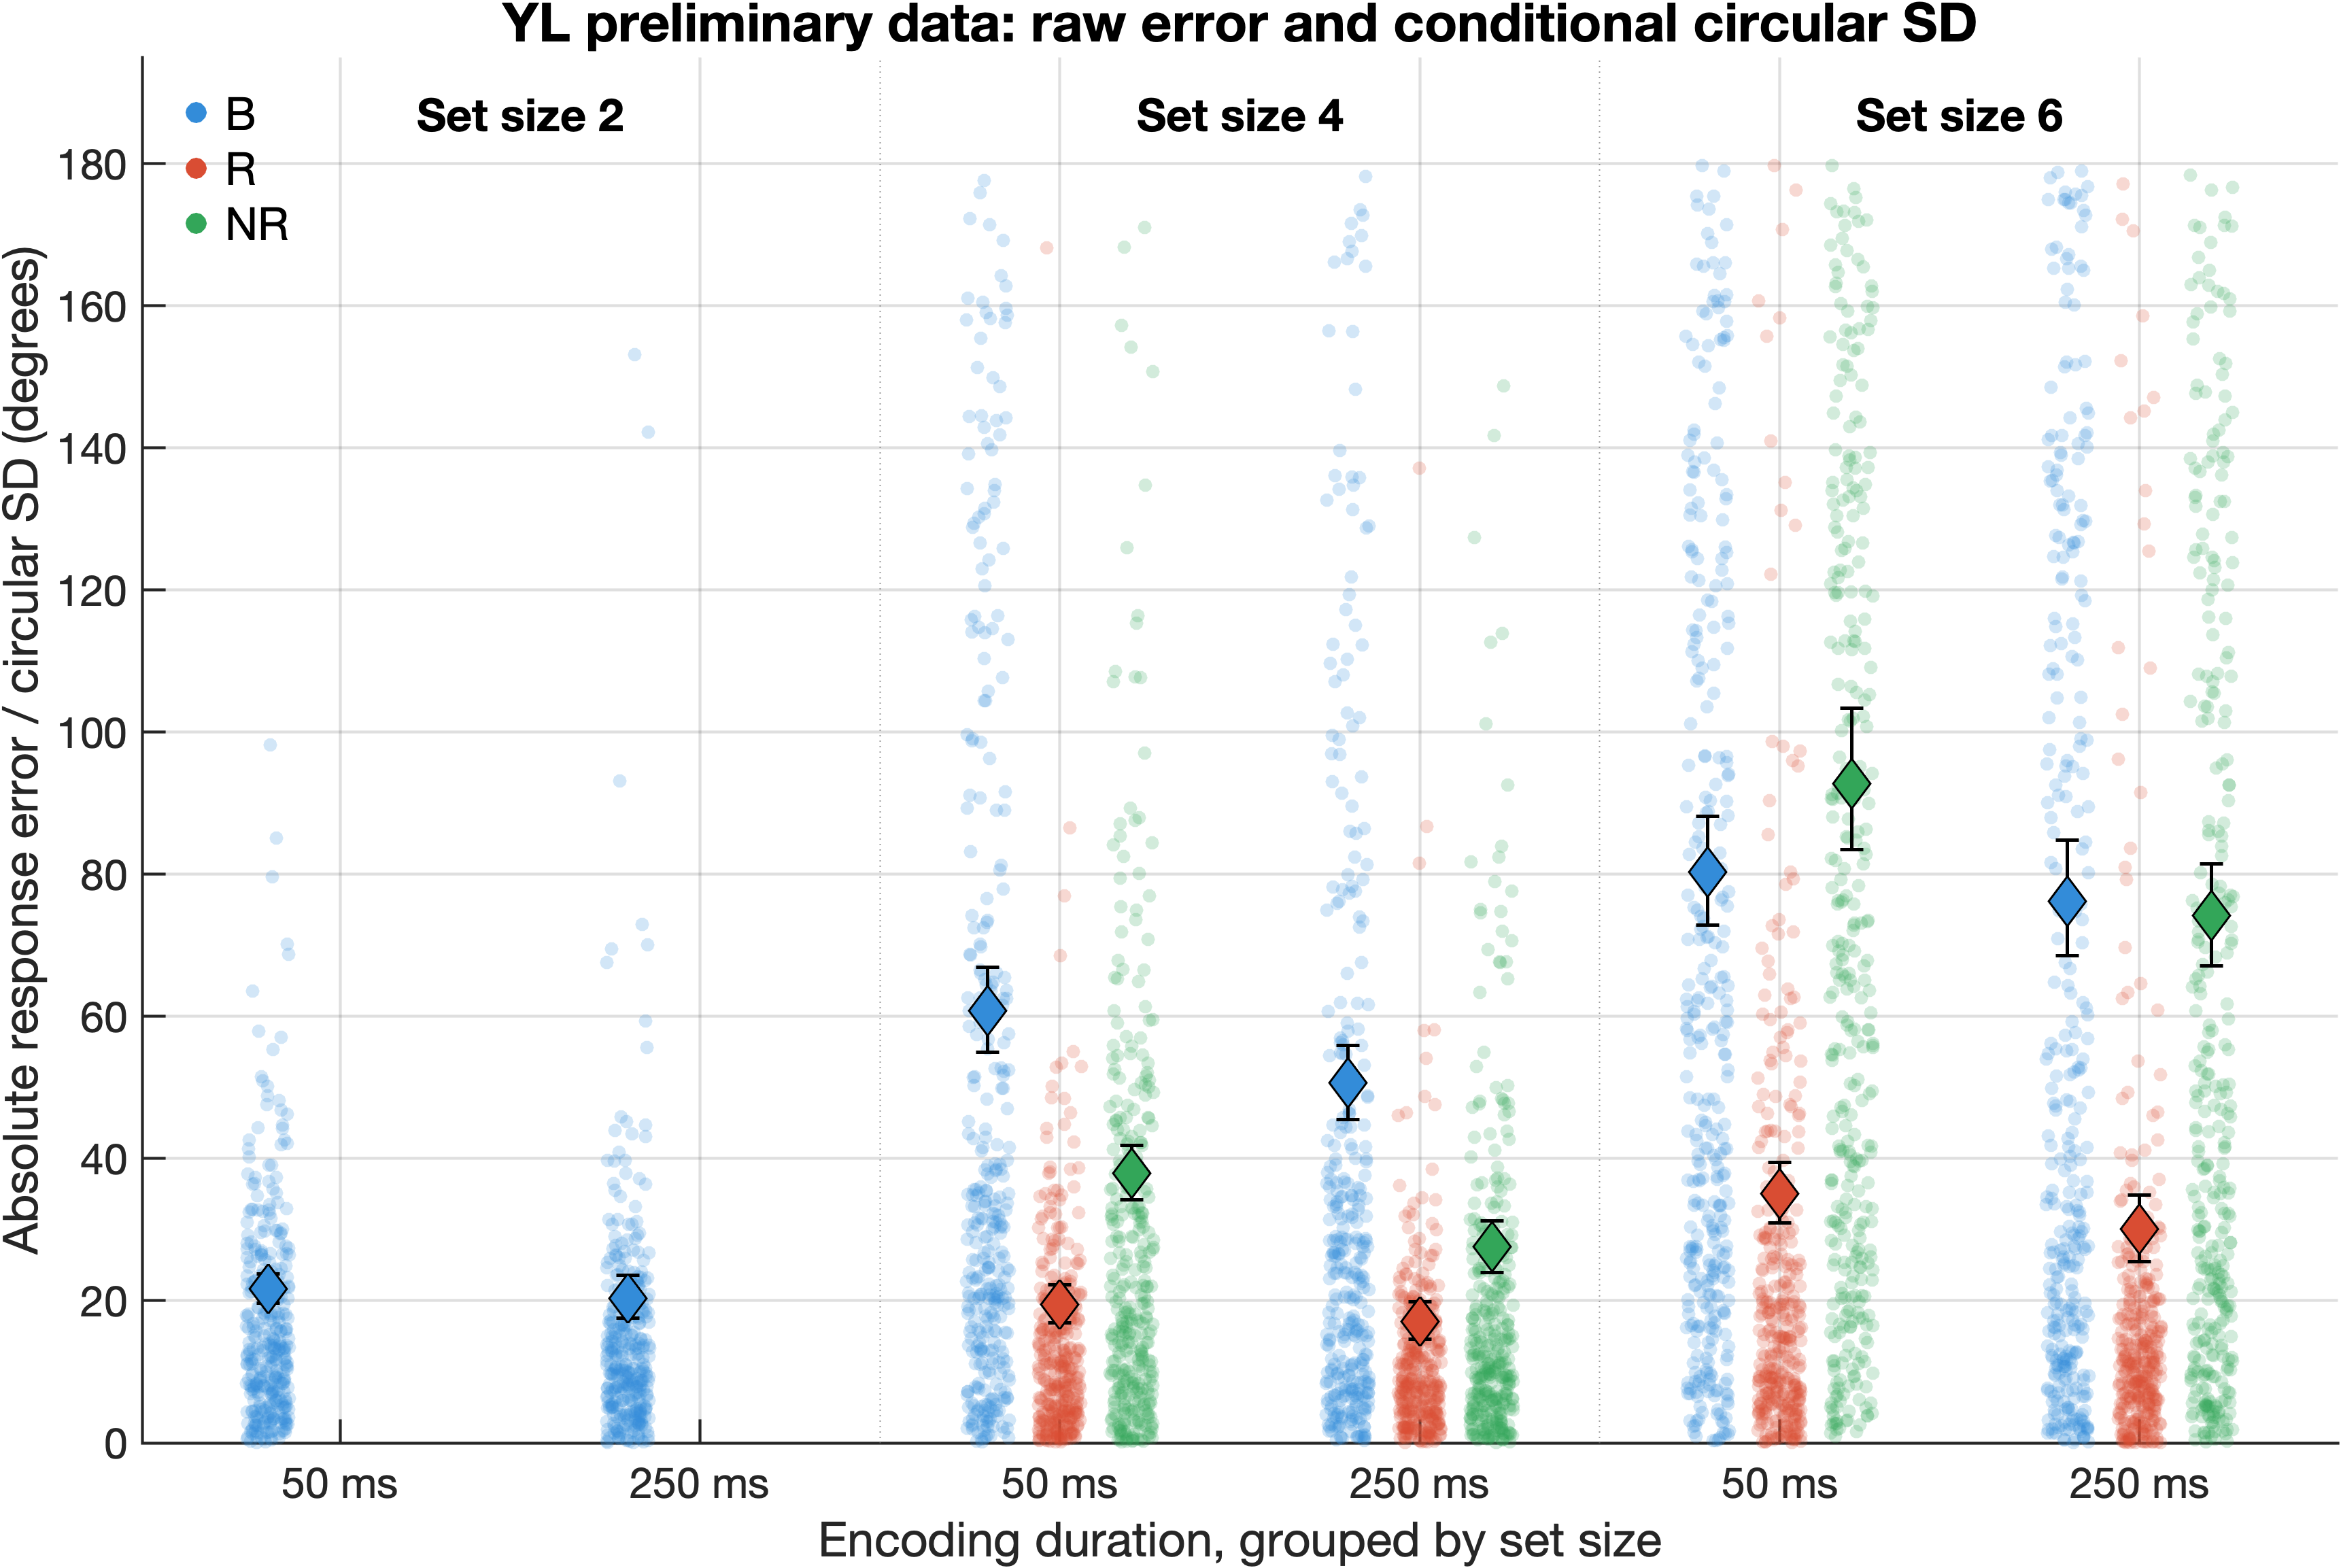 YL preliminary data: raw error and conditional circular SD
B
R
NR
Set size 2
Set size 4
Set size 6
Absolute response error / circular SD (degrees)
180
160
140
120
100
80
60
40
20
0
50 ms
250 ms
50 ms
250 ms
50 ms
250 ms
Encoding duration, grouped by set size